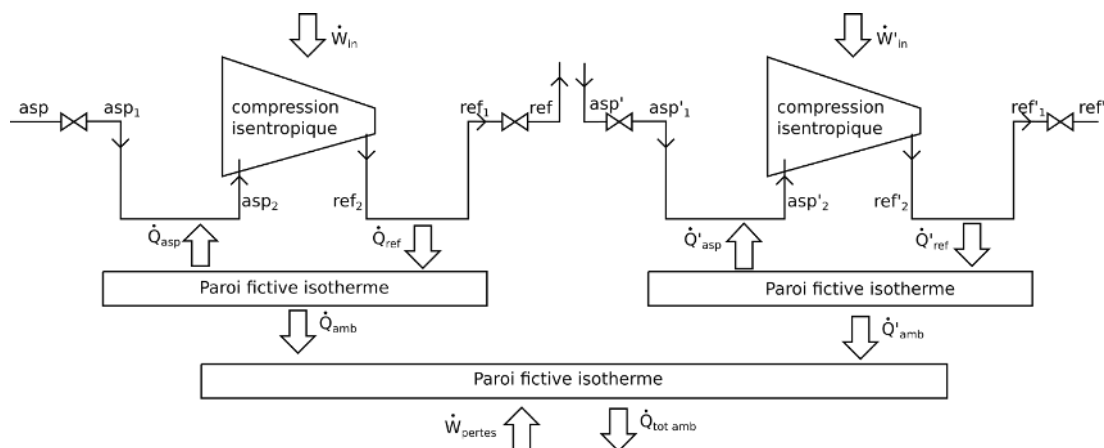 Ẇin
Ẇ'in
asp
asp1
compression
isentropique
ref1
ref
asp'
asp'1
compression
isentropique
ref'1
ref'
asp2
ref2
asp'2
ref'2
Q̇asp
Q̇ref
Q̇'asp
Q̇'ref
Paroi fictive isotherme
Paroi fictive isotherme
Q̇amb
Q̇'amb
Paroi fictive isotherme
Ẇpertes
Q̇tot amb